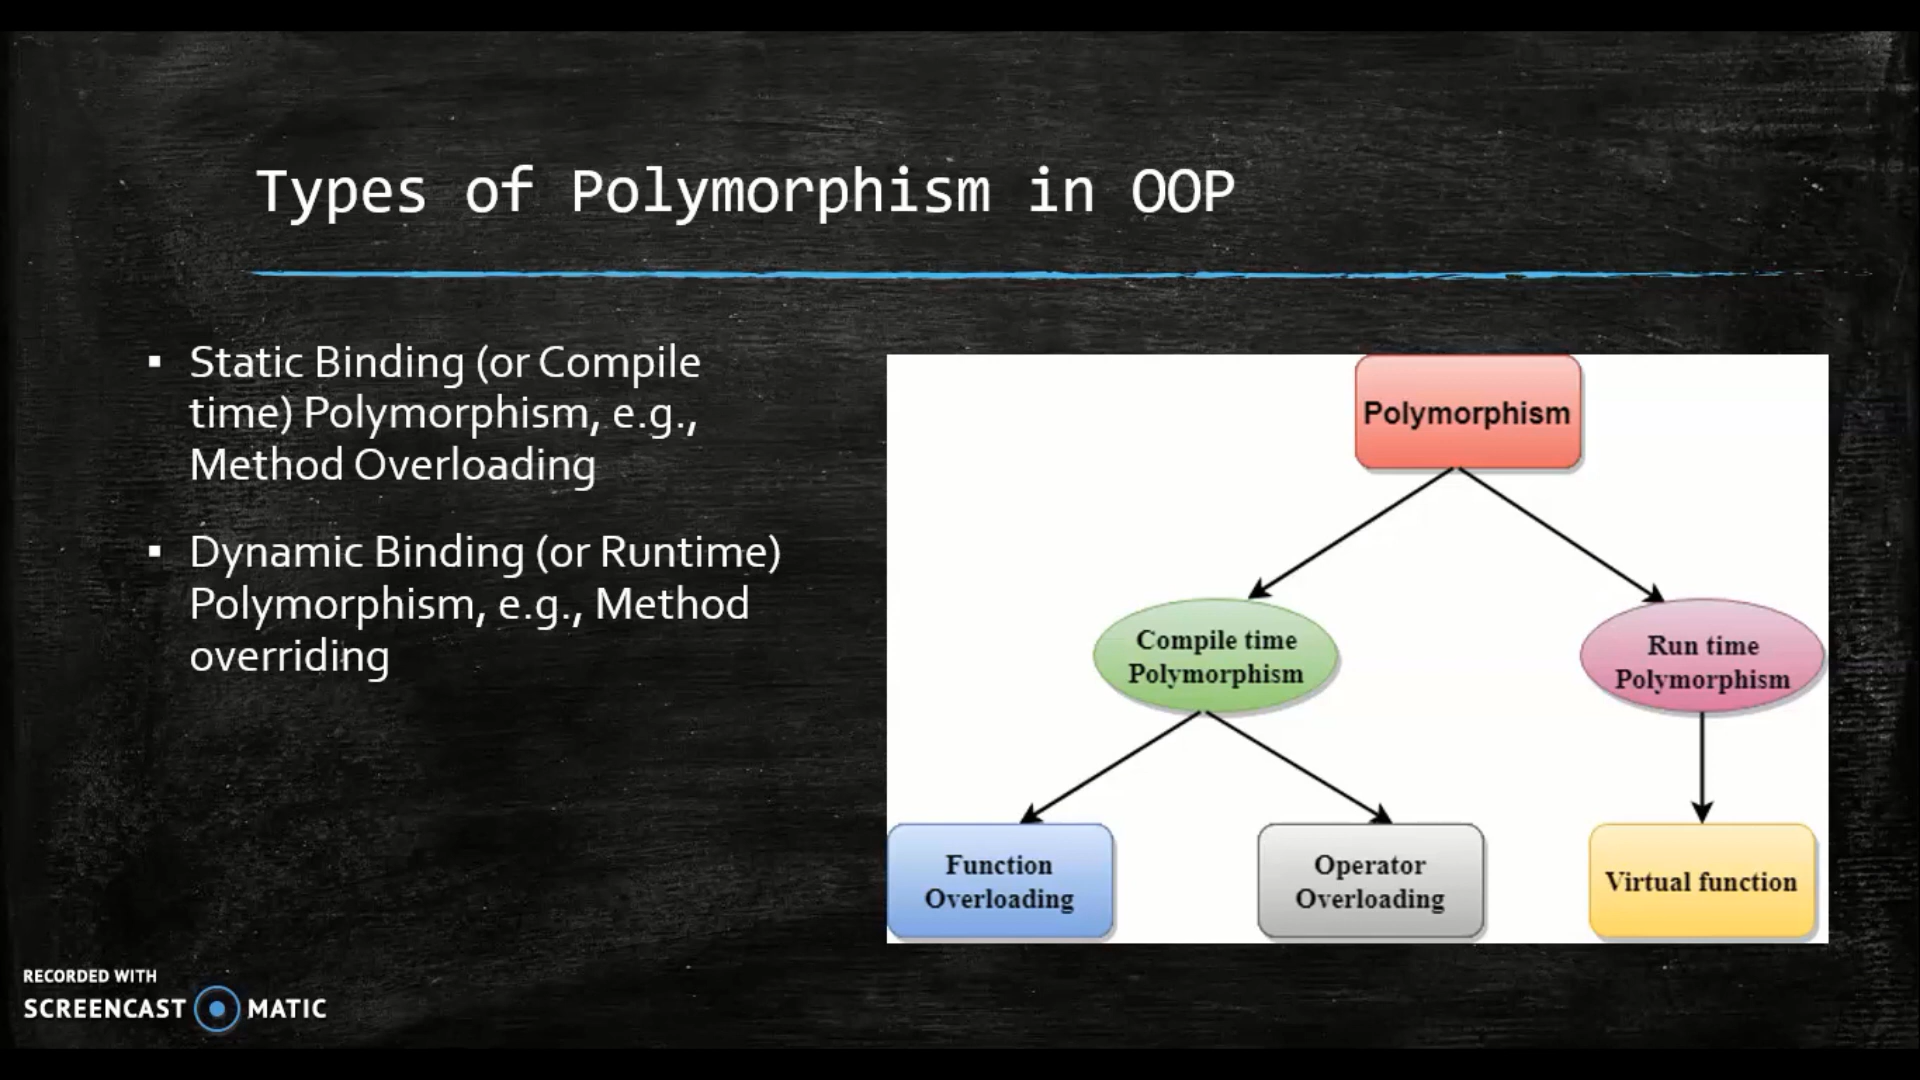 Types of Polymorphism in OOP
▪ Static Binding (or Compile
time) Polymorphism, e.g.,
Method Overloading
▪ Dynamic Binding (or Runtime)
Polymorphism, e.g., Method
overriding
Polymorphism
Compile time
Polymorphism
Run time
Polymorphism
Function
Overloading
Operator
Overloading
Virtual function
RECORDED WITH
SCREENCAST MATIC